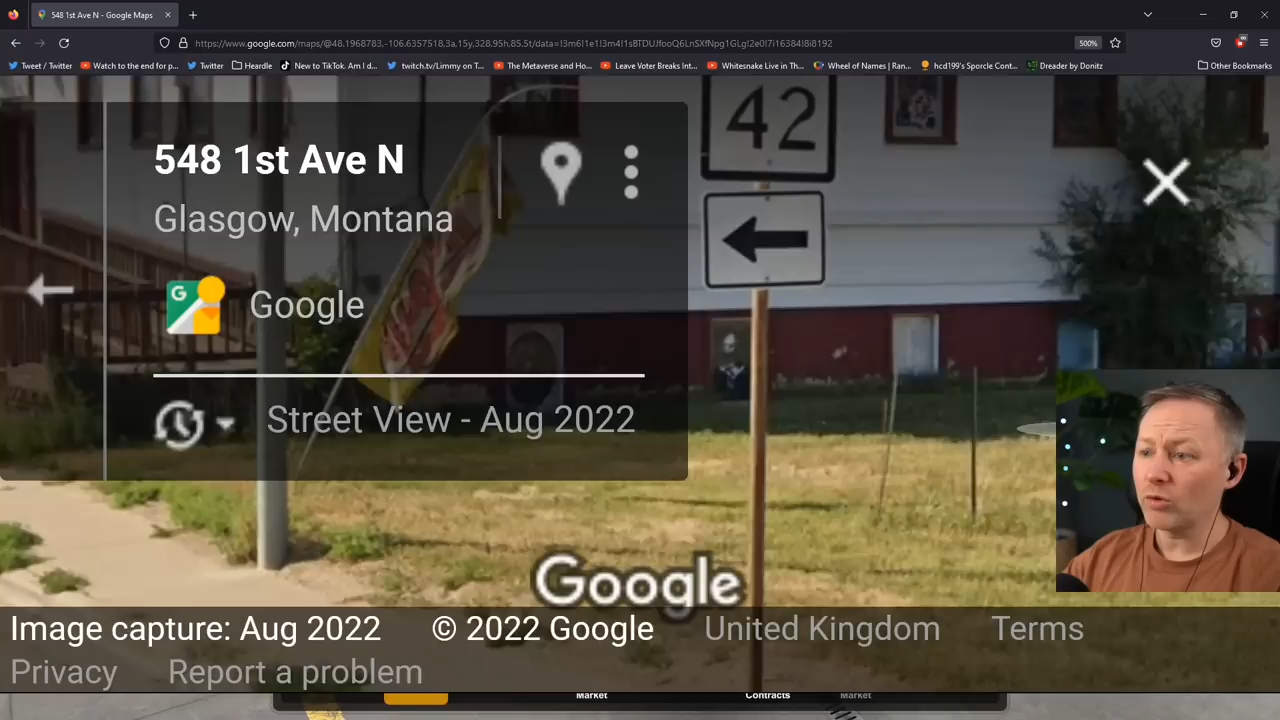 548 1st Ave N - Google Maps
https://www.google.com/maps/@48.1968783,-106.6357518,3a,15y,328.95h,85.5t/data=!3m6!1e1!3m4!1sBTDUJfooQ6LnSXfNpg1GLg!2e0!7i16384!8i8192
500%
Tweet / Twitter
Watch to the end for p...
Twitter
Heardle
New to TikTok. Am I d...
twitch.tv/Limmy on T...
The Metaverse and Ho...
Leave Voter Breaks Int...
Whitesnake Live in Th...
Wheel of Names | Ran...
hcd199's Sporcle Cont...
Dreader by Donitz
Other Bookmarks
548 1st Ave N
Glasgow, Montana
Google
Street View - Aug 2022
42
Google
Image capture: Aug 2022 © 2022 Google United Kingdom Terms
Privacy Report a problem
Market Contracts Market